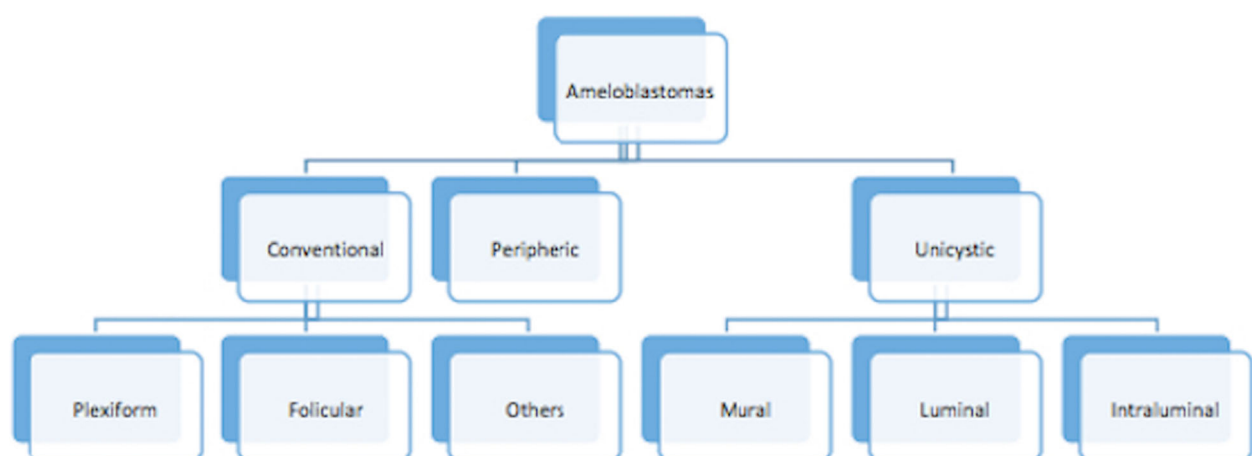 Ameloblastomas
Conventional
Peripheric
Unicystic
Plexiform
Folicular
Others
Mural
Luminal
Intraluminal